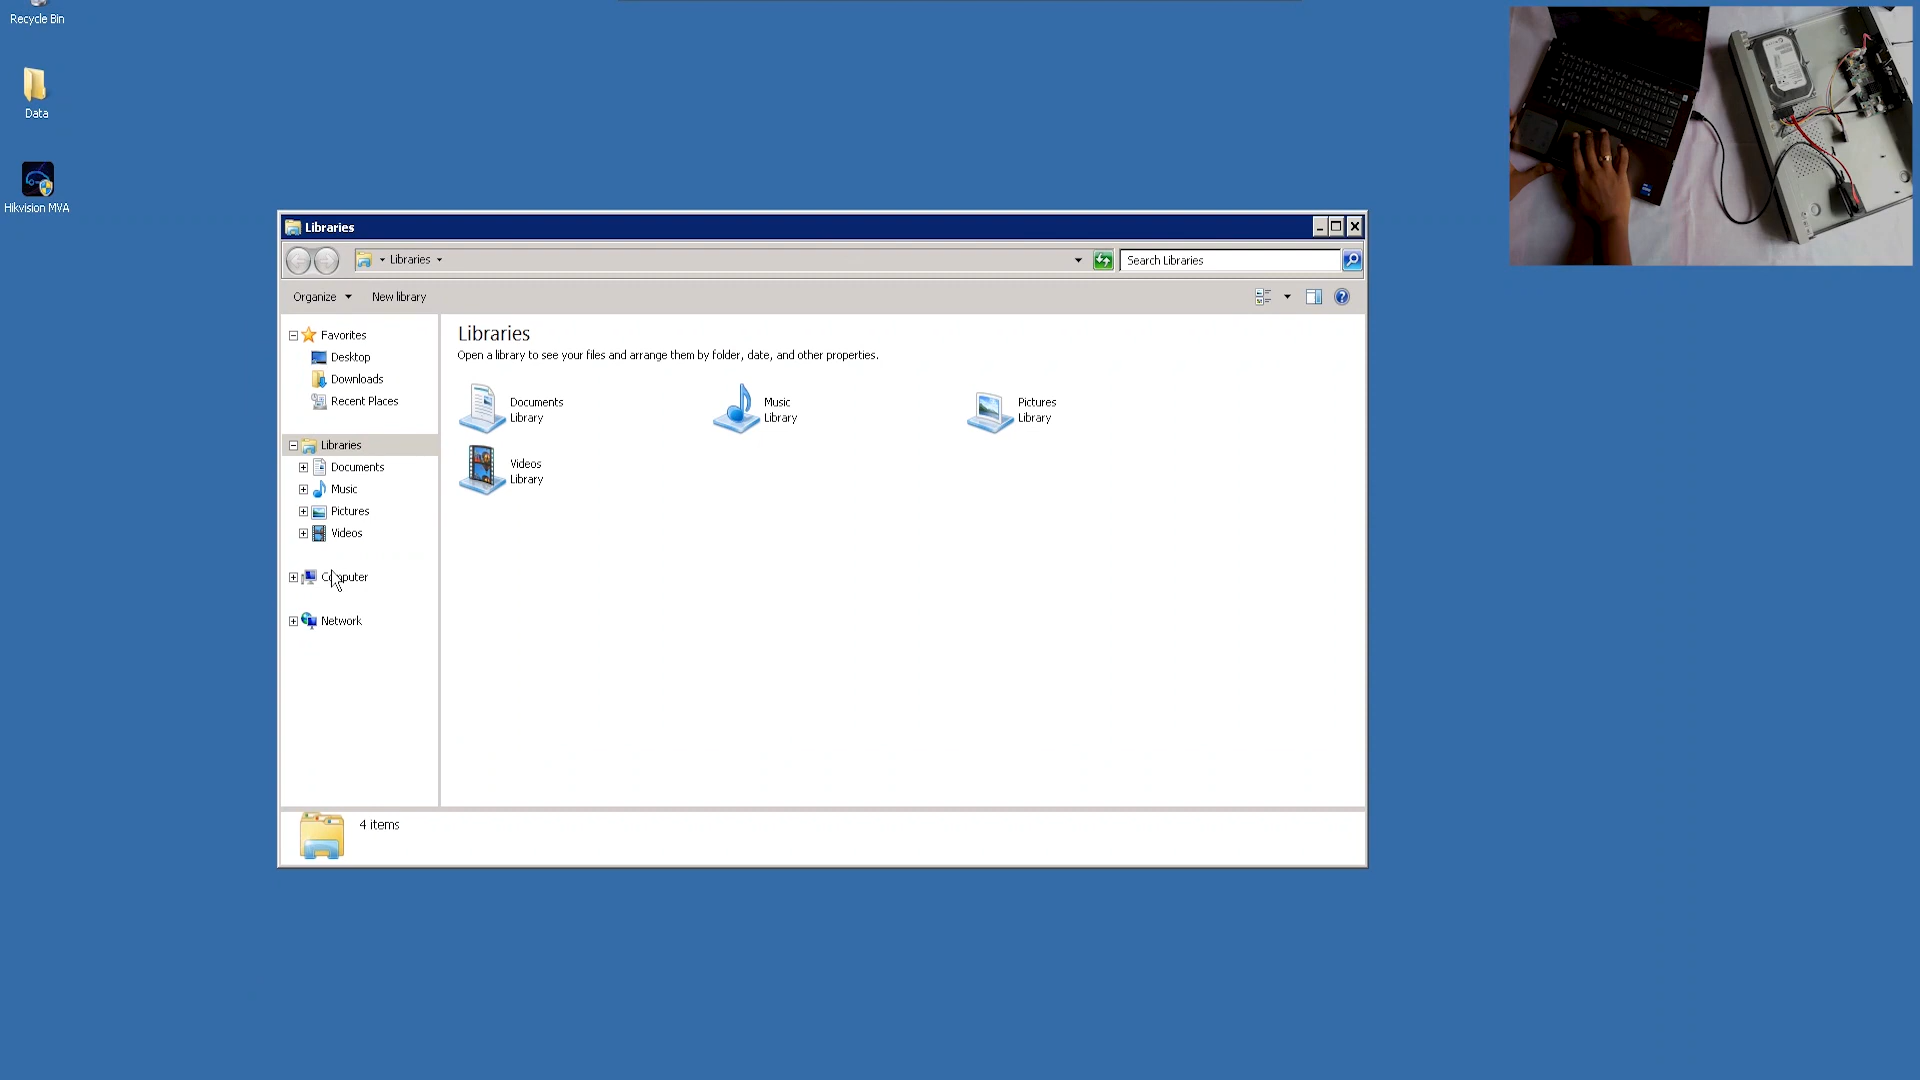 Recycle Bin
Data
Hikvision MVA
Libraries
Libraries
Search Libraries
Organize
New library
Favorites
Desktop
Downloads
Recent Places
Libraries
Documents
Music
Pictures
Videos
Computer
Network
Libraries
Open a library to see your files and arrange them by folder, date, and other properties.
Documents
Library
Music
Library
Pictures
Library
Videos
Library
4 items